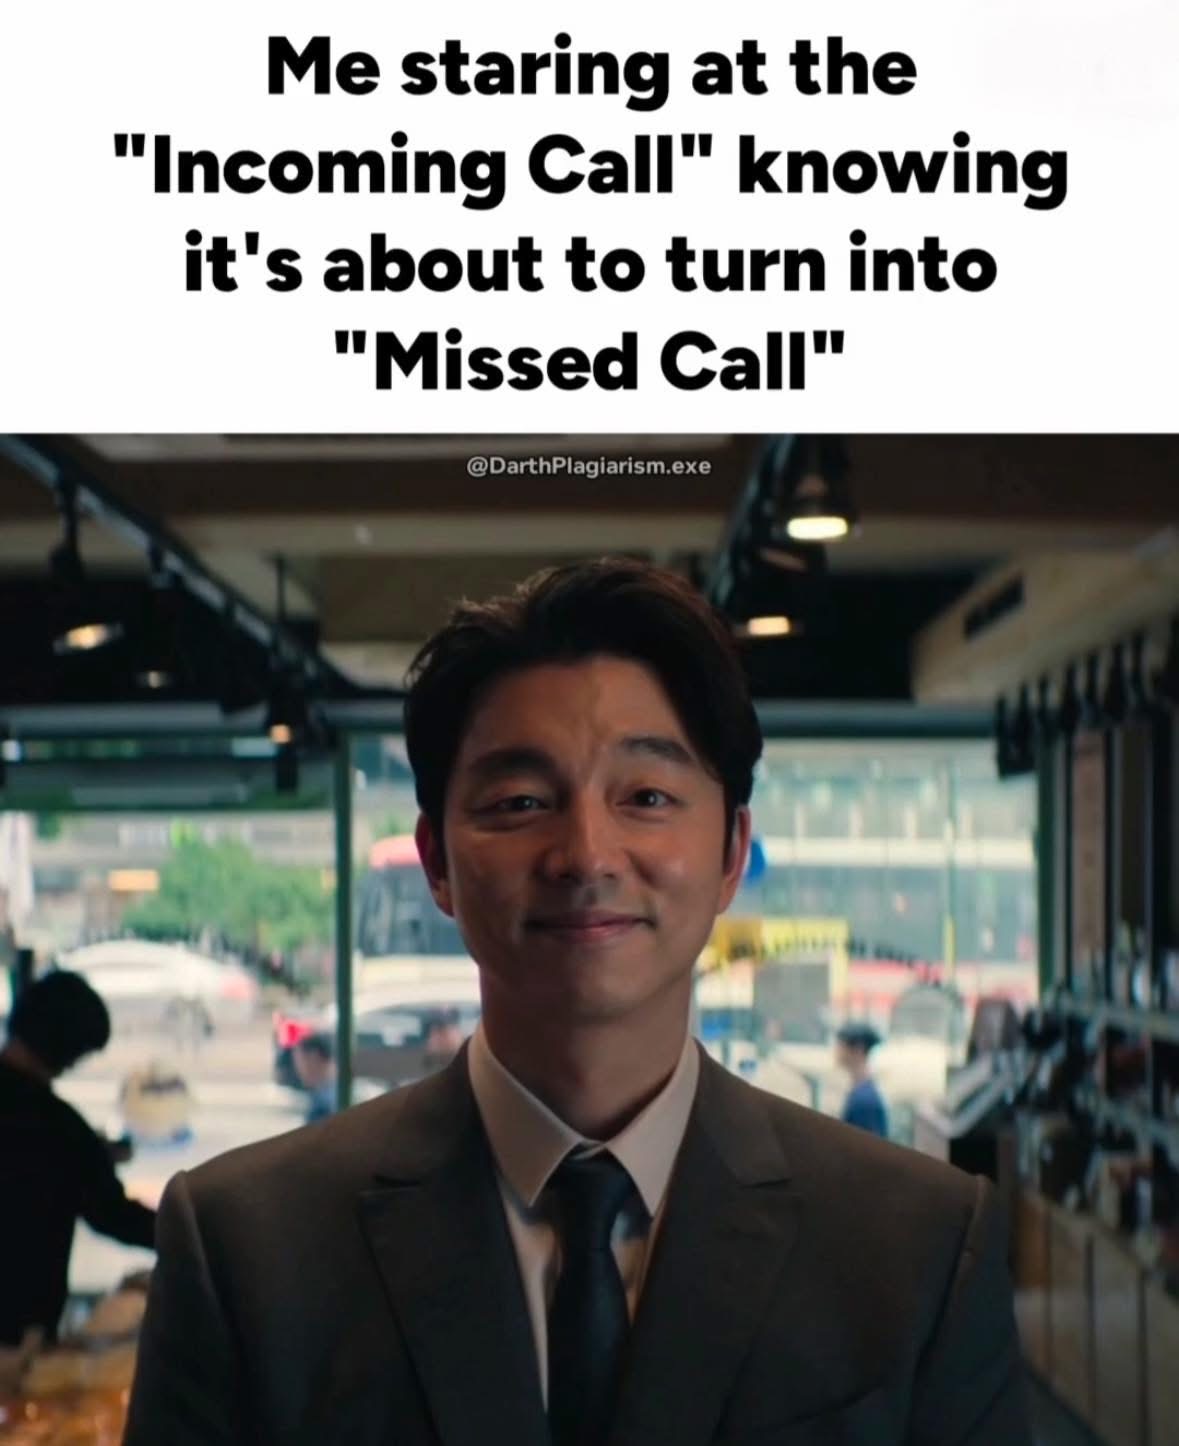 Me staring at the
"Incoming Call" knowing
it's about to turn into
"Missed Call"
@DarthPlagiarism.exe